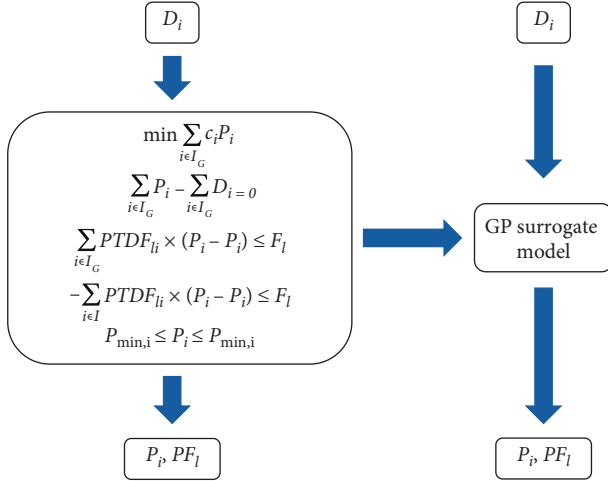 D_i
D_i
min ∑_{i∈I_G} c_i P_i
∑_{i∈I_G} P_i − ∑_{i∈I_G} D_{i = 0}
∑_{i∈I_G} PTDF_{li} × (P_i − P_i) ≤ F_l
−∑_{i∈I} PTDF_{li} × (P_i − P_i) ≤ F_l
P_{min,i} ≤ P_i ≤ P_{min,i}
GP surrogate
model
P_i, PF_l
P_i, PF_l